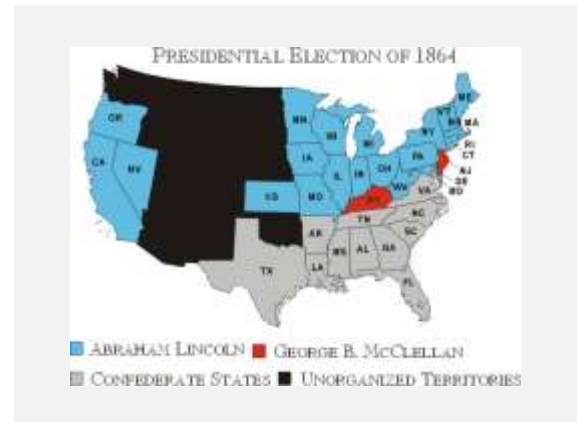 PRESIDENTIAL ELECTION OF 1864
ME
OR
MN
VT
NH MA
WI
NY
MI
RI
CT
IA
PA
CA
NV
NJ
IL
IN
OH
DE
MD
WV
KS
MO
VA
KY
NC
TN
AR
SC
MS
AL
GA
TX
LA
FL
ABRAHAM LINCOLN
GEORGE B. MCCLELLAN
CONFEDERATE STATES
UNORGANIZED TERRITORIES